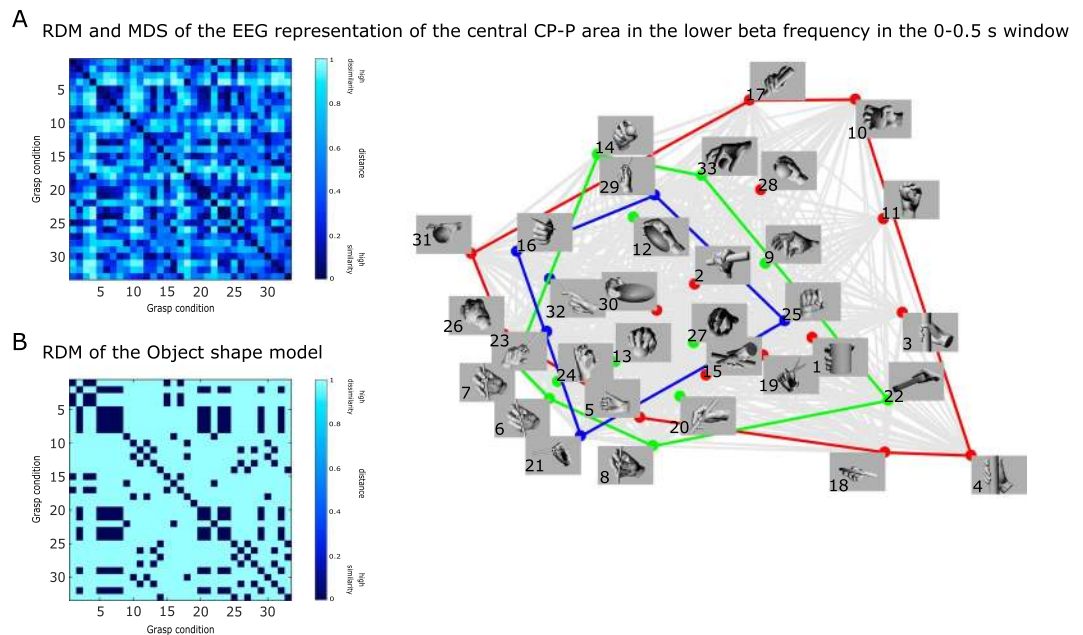 A
RDM and MDS of the EEG representation of the central CP-P area in the lower beta frequency in the 0-0.5 s window
Grasp condition
5
10
15
20
25
30
5 10 15 20 25 30
Grasp condition
1
0.8
0.6
0.4
0.2
0
high
desimilarity
distance
high
similarity
B
RDM of the Object shape model
Grasp condition
5
10
15
20
25
30
5 10 15 20 25 30
Grasp condition
1
0.8
0.6
0.4
0.2
0
high
desimilarity
distance
high
similarity
17
10
14
33
28
29
11
31
16
12
9
2
32
30
25
26
23
27
3
13
15
1
7
24
19
5
22
6
20
21
8
18
4